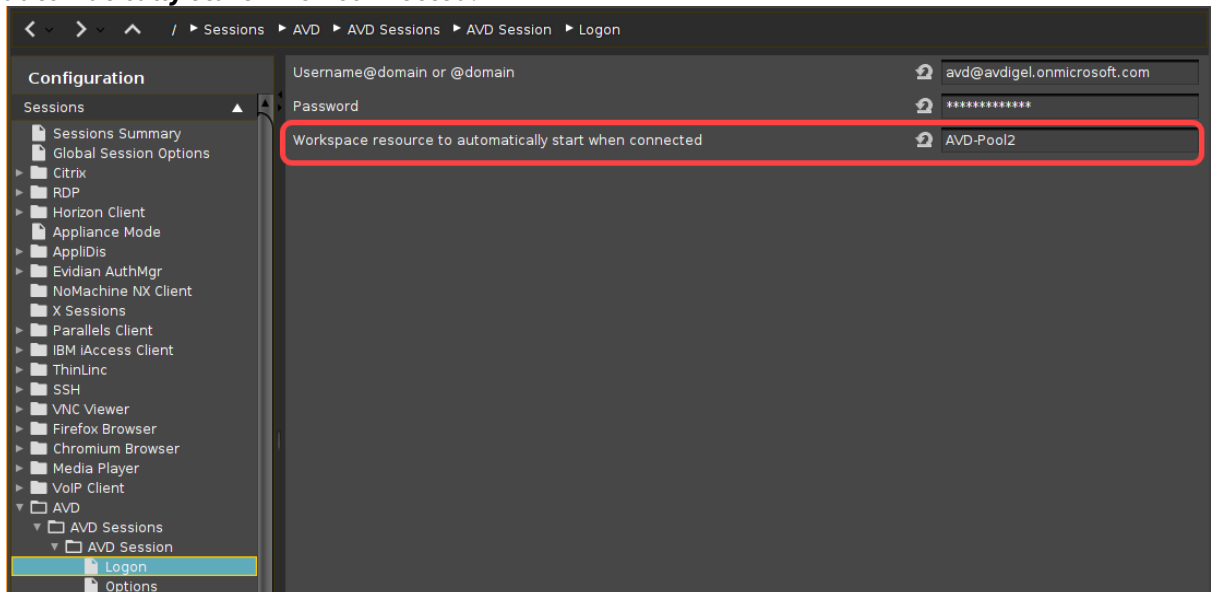 / Sessions AVD AVD Sessions AVD Session Logon
Configuration
Sessions
Sessions Summary
Global Session Options
Citrix
RDP
Horizon Client
Appliance Mode
AppliDis
Evidian AuthMgr
NoMachine NX Client
X Sessions
Parallels Client
IBM iAccess Client
ThinLinc
SSH
VNC Viewer
Firefox Browser
Chromium Browser
Media Player
VoIP Client
AVD
AVD Sessions
AVD Session
Logon
Options
Username@domain or @domain avd@avdigel.onmicrosoft.com
Password *************
Workspace resource to automatically start when connected AVD-Pool2